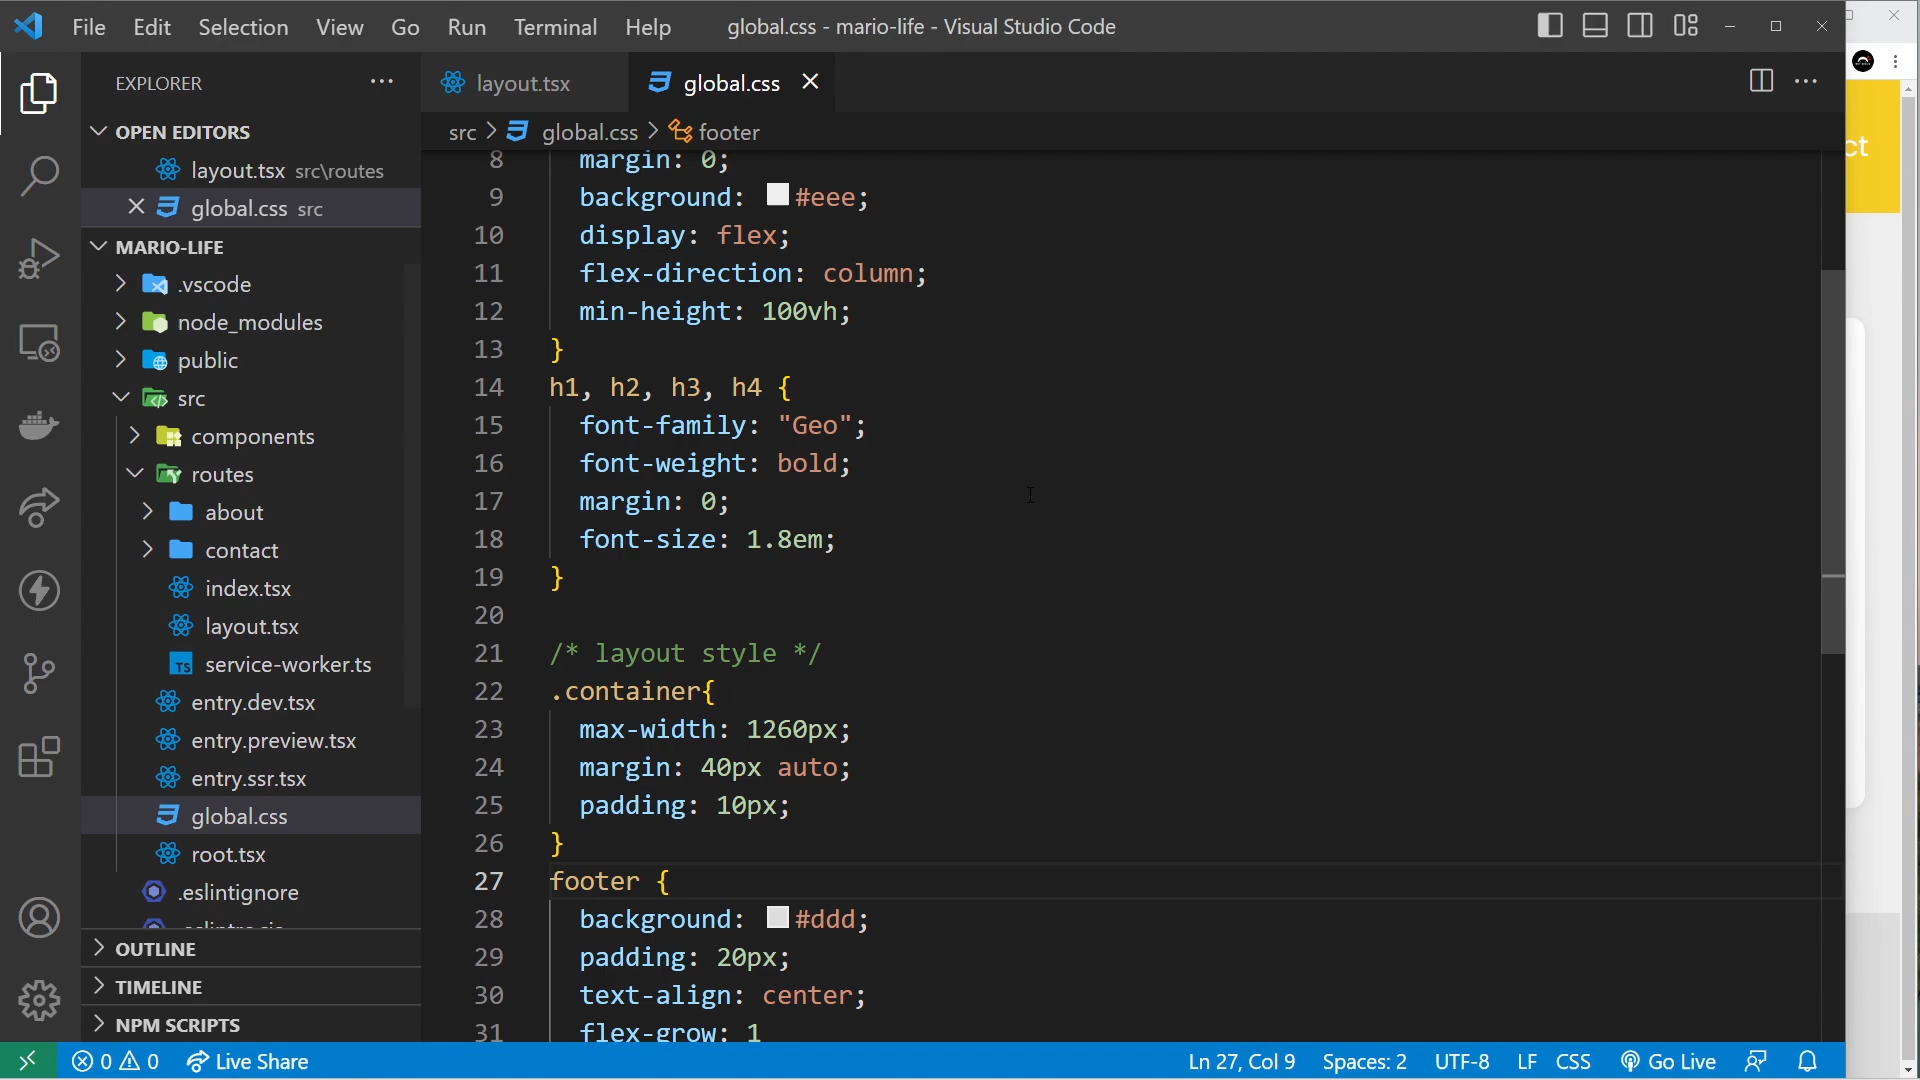 File Edit Selection View Go Run Terminal Help
global.css - mario-life - Visual Studio Code
EXPLORER
OPEN EDITORS
layout.tsx src\routes
global.css src
MARIO-LIFE
.vscode
node_modules
public
src
components
routes
about
contact
index.tsx
layout.tsx
TS service-worker.ts
entry.dev.tsx
entry.preview.tsx
entry.ssr.tsx
global.css
root.tsx
.eslintignore
OUTLINE
TIMELINE
NPM SCRIPTS
layout.tsx
global.css
src > global.css > footer
8 margin: 0;
9 background: #eee;
10 display: flex;
11 flex-direction: column;
12 min-height: 100vh;
13 }
14 h1, h2, h3, h4 {
15 font-family: "Geo";
16 font-weight: bold;
17 margin: 0;
18 font-size: 1.8em;
19 }
20
21 /* layout style */
22 .container{
23 max-width: 1260px;
24 margin: 40px auto;
25 padding: 10px;
26 }
27 footer {
28 background: #ddd;
29 padding: 20px;
30 text-align: center;
31 flex-grow: 1
ct
0 0 Live Share
Ln 27, Col 9 Spaces: 2 UTF-8 LF CSS Go Live